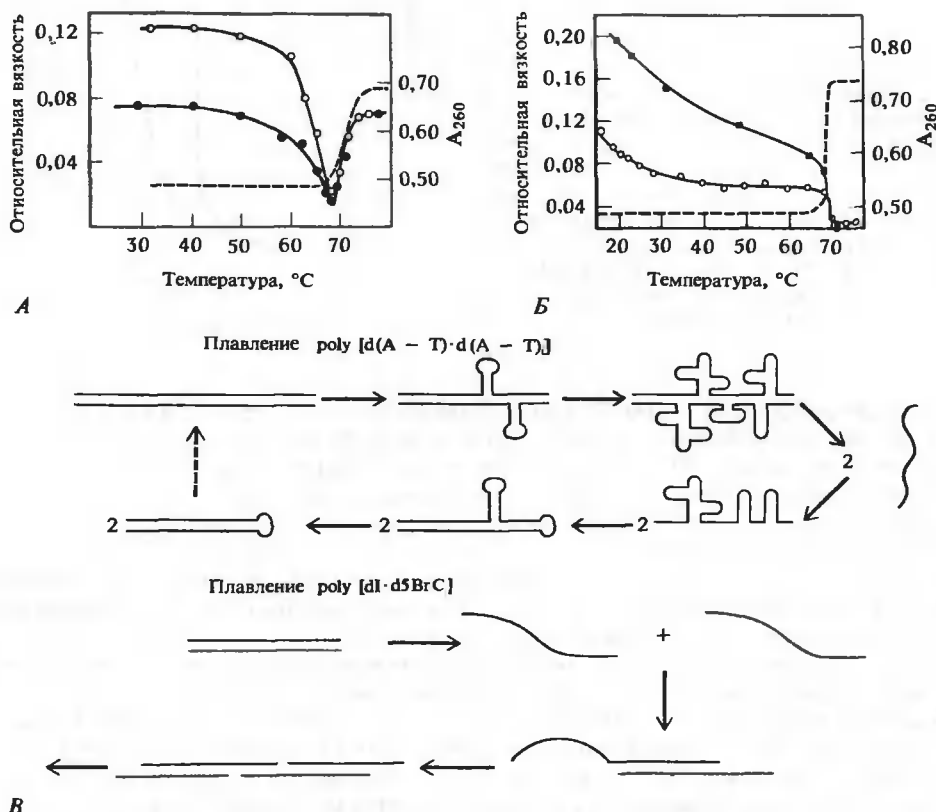 0,12
0,08
0,04
Относительная вязкость
0,70
0,60
0,50
A260
30 40 50 60 70
Температура, °C
А
0,20
0,16
0,12
0,08
0,04
Относительная вязкость
0,80
0,70
0,60
0,50
A260
20 30 40 50 60 70
Температура, °C
Б
Плавление poly [d(A − T)·d(A − T)]
2
2
2
2
Плавление poly [dI·d5BrC]
+
В